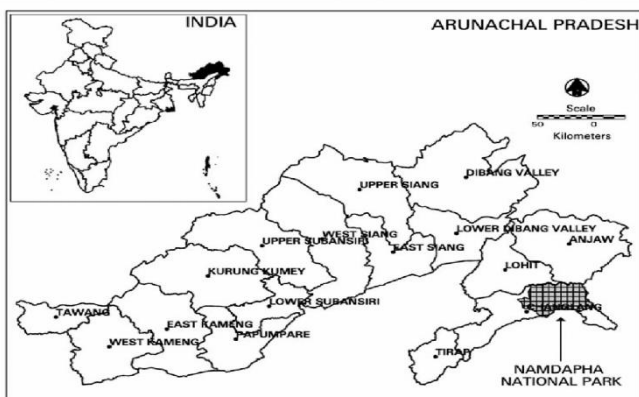 INDIA
ARUNACHAL PRADESH
Scale
50 0
Kilometers
DIBANG VALLEY
UPPER SIANG
LOWER DIBANG VALLEY
WEST SIANG
UPPER SUBANSIRI
EAST SIANG
ANJAW
LOHIT
KURUNG KUMEY
LOWER SUBANSIRI
TAWANG
EAST KAMENG
PAPUMPARE
WEST KAMENG
TIRAP
NAMDAPHA
NATIONAL PARK